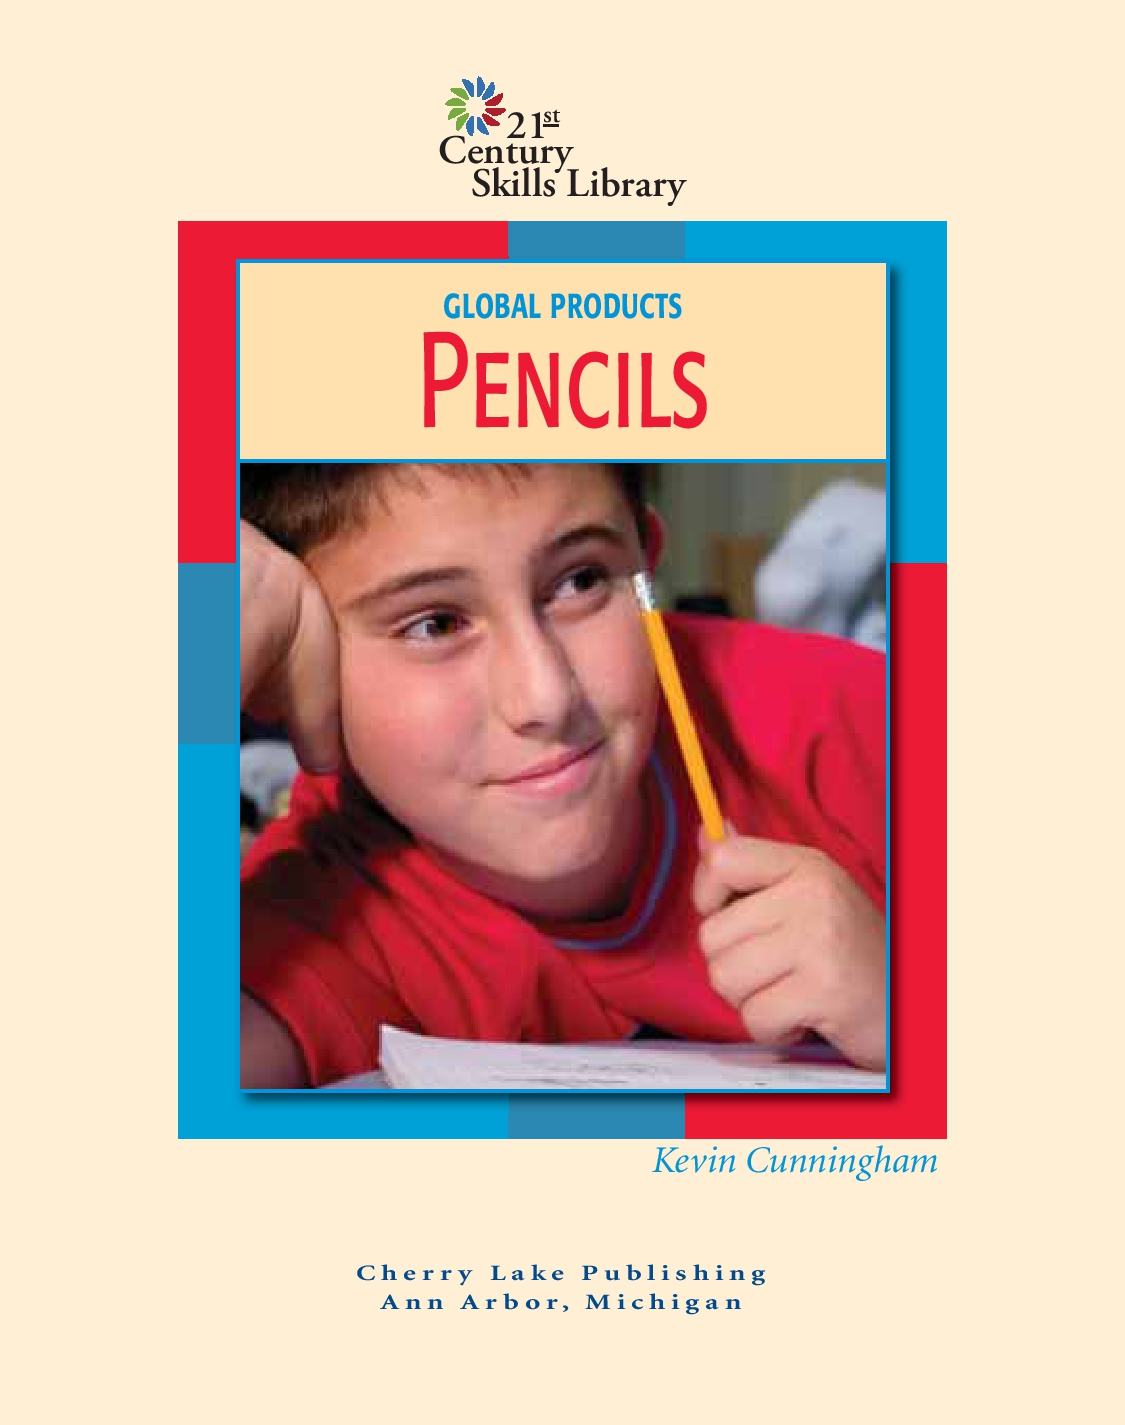 21st
Century
Skills Library
GLOBAL PRODUCTS
PENCILS
Kevin Cunningham
Cherry Lake Publishing
Ann Arbor, Michigan